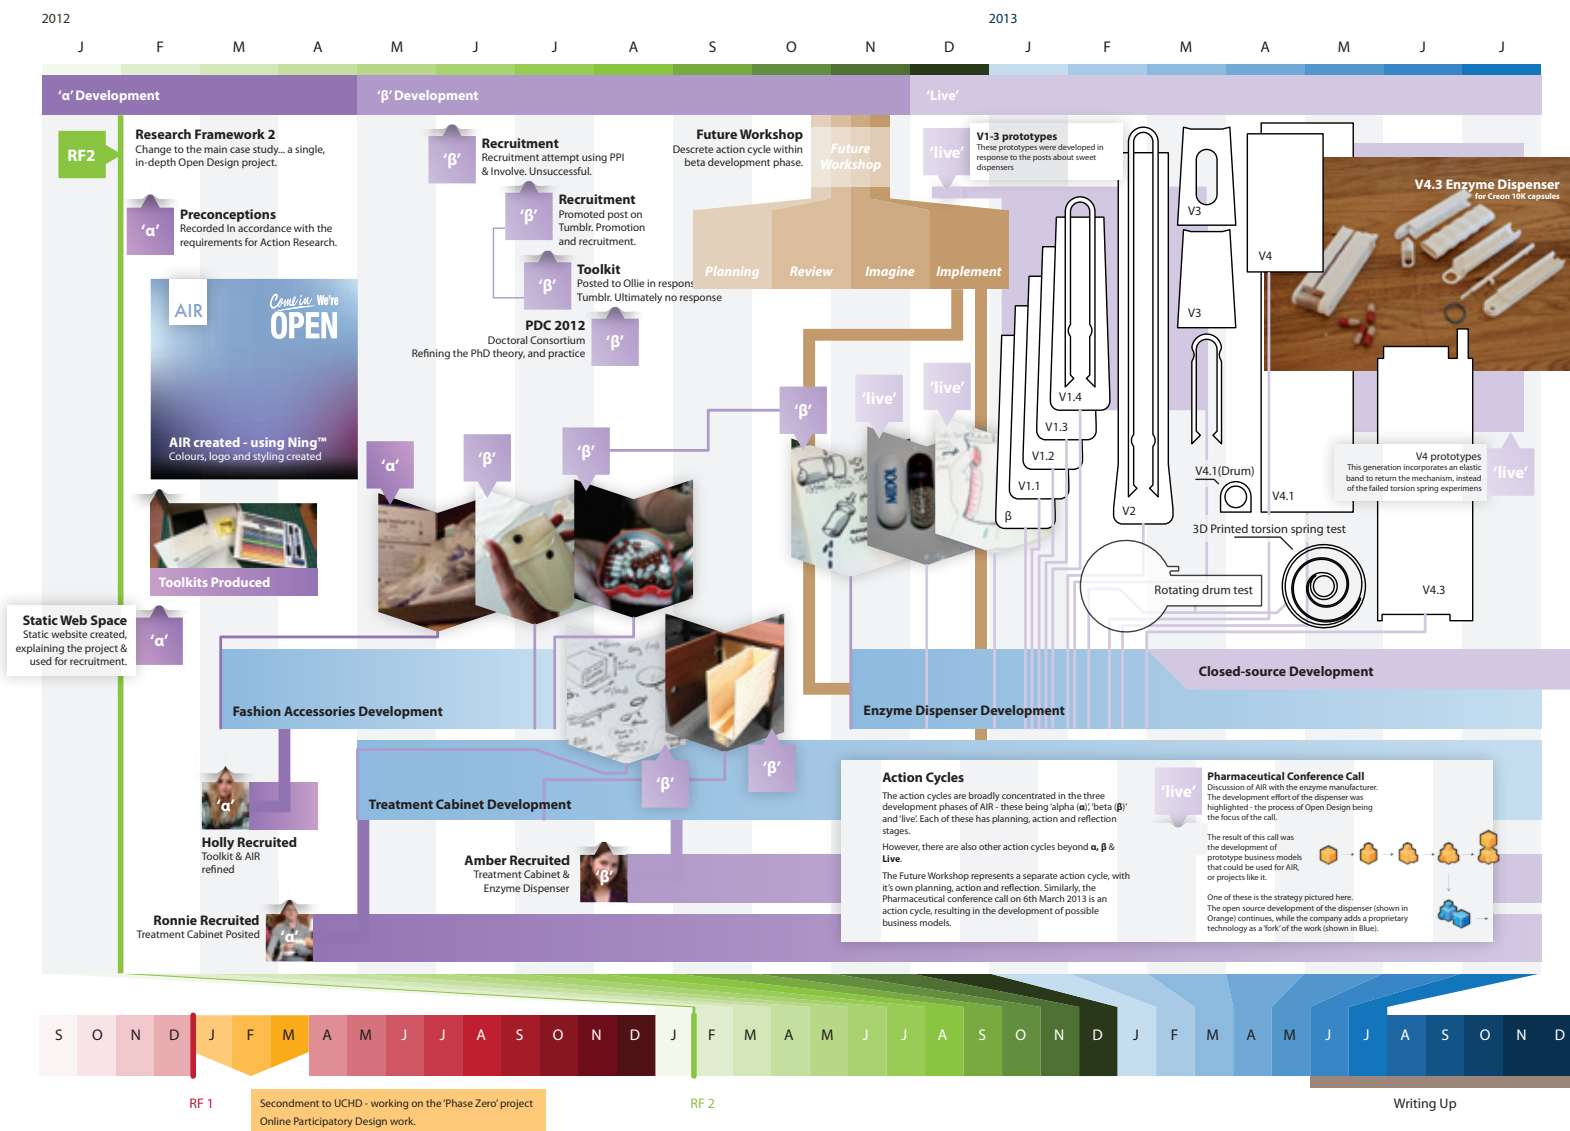 2012
2013
J F M A M J J A S O N D J F M A M J J
‘α’ Development
‘β’ Development
‘Live’
RF2
Research Framework 2
Change to the main case study... a single,
in-depth Open Design project.
‘α’
Preconceptions
Recorded In accordance with the
requirements for Action Research.
AIR
Come in We're
OPEN
AIR created - using Ning™
Colours, logo and styling created
Toolkits Produced
Static Web Space
Static website created,
explaining the project &
used for recruitment.
‘α’
‘β’
Recruitment
Recruitment attempt using PPI
& Involve. Unsuccessful.
‘β’
Recruitment
Promoted post on
Tumblr. Promotion
and recruitment.
‘β’
Toolkit
Posted to Ollie in respons
Tumblr. Ultimately no response
PDC 2012
Doctoral Consortium
Refining the PhD theory, and practice
‘β’
Future Workshop
Descrete action cycle within
beta development phase.
Future
Workshop
Planning
Review
Imagine
Implement
‘live’
V1-3 prototypes
These prototypes were developed in
response to the posts about sweet
dispensers
‘α’
‘β’
‘β’
‘β’
‘live’
‘live’
β
V1.1
V1.2
V1.3
V1.4
V2
V3
V3
V4
V4.1
V4.1(Drum)
V4.3
3D Printed torsion spring test
Rotating drum test
V4.3 Enzyme Dispenser
for Creon 10K capsules
V4 prototypes
This generation incorporates an elastic
band to return the mechanism, instead
of the failed torsion spring experimens
‘live’
Closed-source Development
Fashion Accessories Development
Enzyme Dispenser Development
Treatment Cabinet Development
‘β’
‘β’
‘α’
Holly Recruited
Toolkit & AIR
refined
Amber Recruited
Treatment Cabinet &
Enzyme Dispenser
‘β’
Ronnie Recruited
Treatment Cabinet Posited
‘α’
Action Cycles
The action cycles are broadly concentrated in the three
development phases of AIR - these being ‘alpha (α)’, ‘beta (β)’
and ‘live’. Each of these has planning, action and reflection
stages.
However, there are also other action cycles beyond α, β &
Live.
The Future Workshop represents a separate action cycle, with
it's own planning, action and reflection. Similarly, the
Pharmaceutical conference call on 6th March 2013 is an
action cycle, resulting in the development of possible
business models.
‘live’
Pharmaceutical Conference Call
Discussion of AIR with the enzyme manufacturer.
The development effort of the dispenser was
highlighted - the process of Open Design being
the focus of the call.
The result of this call was
the development of
prototype business models
that could be used for AIR,
or projects like it.
One of these is the strategy pictured here.
The open source development of the dispenser (shown in
Orange) continues, while the company adds a proprietary
technology as a ‘fork’ of the work (shown in Blue).
S O N D J F M A M J J A S O N D J F M A M J J A S O N D J F M A M J J A S O N D
RF 1
Secondment to UCHD - working on the ‘Phase Zero’ project
Online Participatory Design work.
RF 2
Writing Up